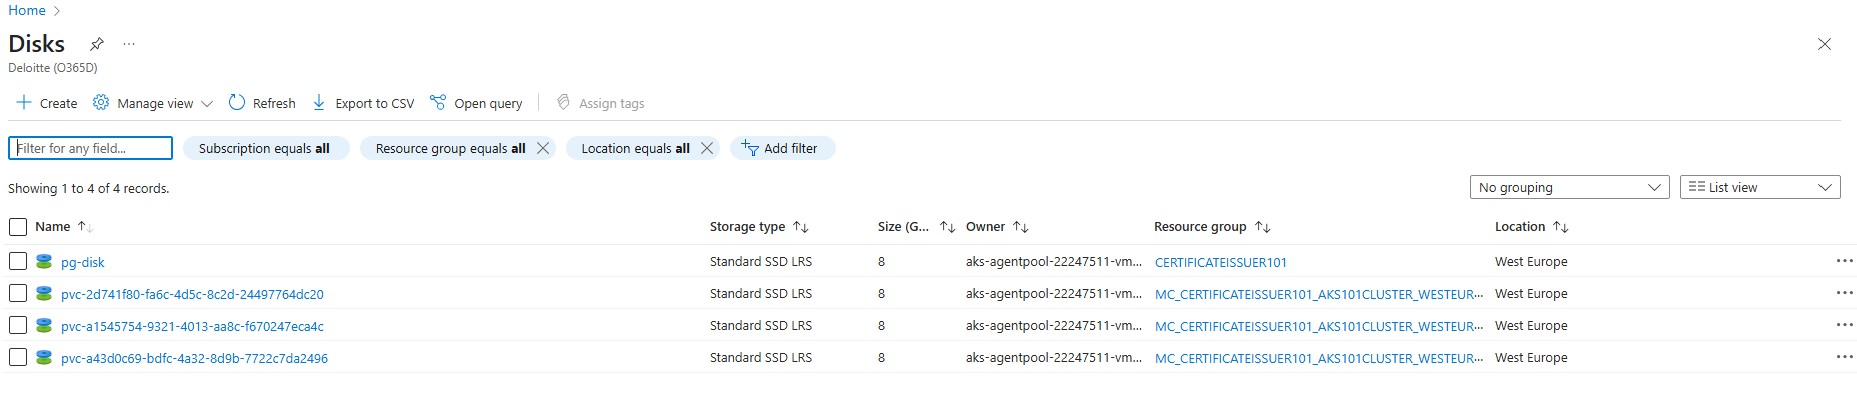 Home >
Disks ...
Deloitte (O365D)
Create Manage view Refresh Export to CSV Open query Assign tags
Filter for any field... Subscription equals all Resource group equals all Location equals all Add filter
Showing 1 to 4 of 4 records.
No grouping List view
Name Storage type Size (G... Owner Resource group Location
pg-disk Standard SSD LRS 8 aks-agentpool-22247511-vm... CERTIFICATEISSUER101 West Europe ...
pvc-2d741f80-fa6c-4d5c-8c2d-24497764dc20 Standard SSD LRS 8 aks-agentpool-22247511-vm... MC_CERTIFICATEISSUER101_AKS101CLUSTER_WESTEUR... West Europe ...
pvc-a1545754-9321-4013-aa8c-f670247eca4c Standard SSD LRS 8 aks-agentpool-22247511-vm... MC_CERTIFICATEISSUER101_AKS101CLUSTER_WESTEUR... West Europe ...
pvc-a43d0c69-bdfc-4a32-8d9b-7722c7da2496 Standard SSD LRS 8 aks-agentpool-22247511-vm... MC_CERTIFICATEISSUER101_AKS101CLUSTER_WESTEUR... West Europe ...